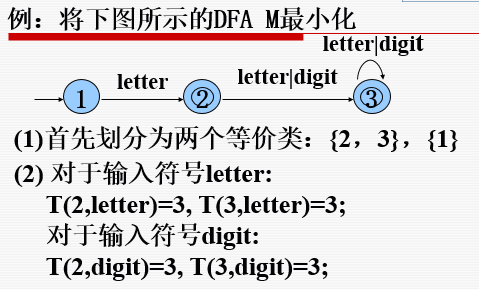 例：将下图所示的DFA M最小化
letter|digit
letter
letter|digit
① ② ③
(1)首先划分为两个等价类：{2，3}，{1}
(2) 对于输入符号letter:
T(2,letter)=3, T(3,letter)=3;
对于输入符号digit:
T(2,digit)=3, T(3,digit)=3;